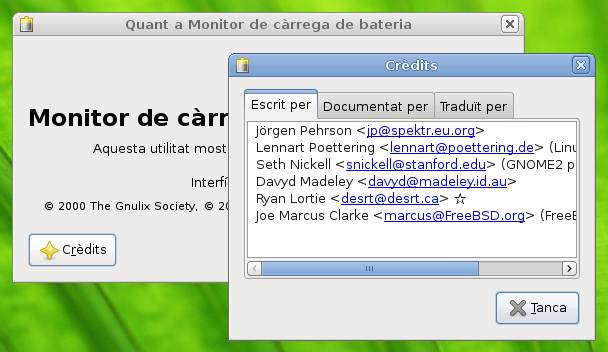 Quant a Monitor de càrrega de bateria
Monitor de càrr
Aquesta utilitat most
Interfí
© 2000 The Gnulix Society, © 20
Crèdits
Crèdits
Escrit per
Documentat per
Traduït per
Jörgen Pehrson <jp@spektr.eu.org>
Lennart Poettering <lennart@poettering.de> (Linu
Seth Nickell <snickell@stanford.edu> (GNOME2 p
Davyd Madeley <davyd@madeley.id.au>
Ryan Lortie <desrt@desrt.ca> ☆
Joe Marcus Clarke <marcus@FreeBSD.org> (FreeB
Tanca